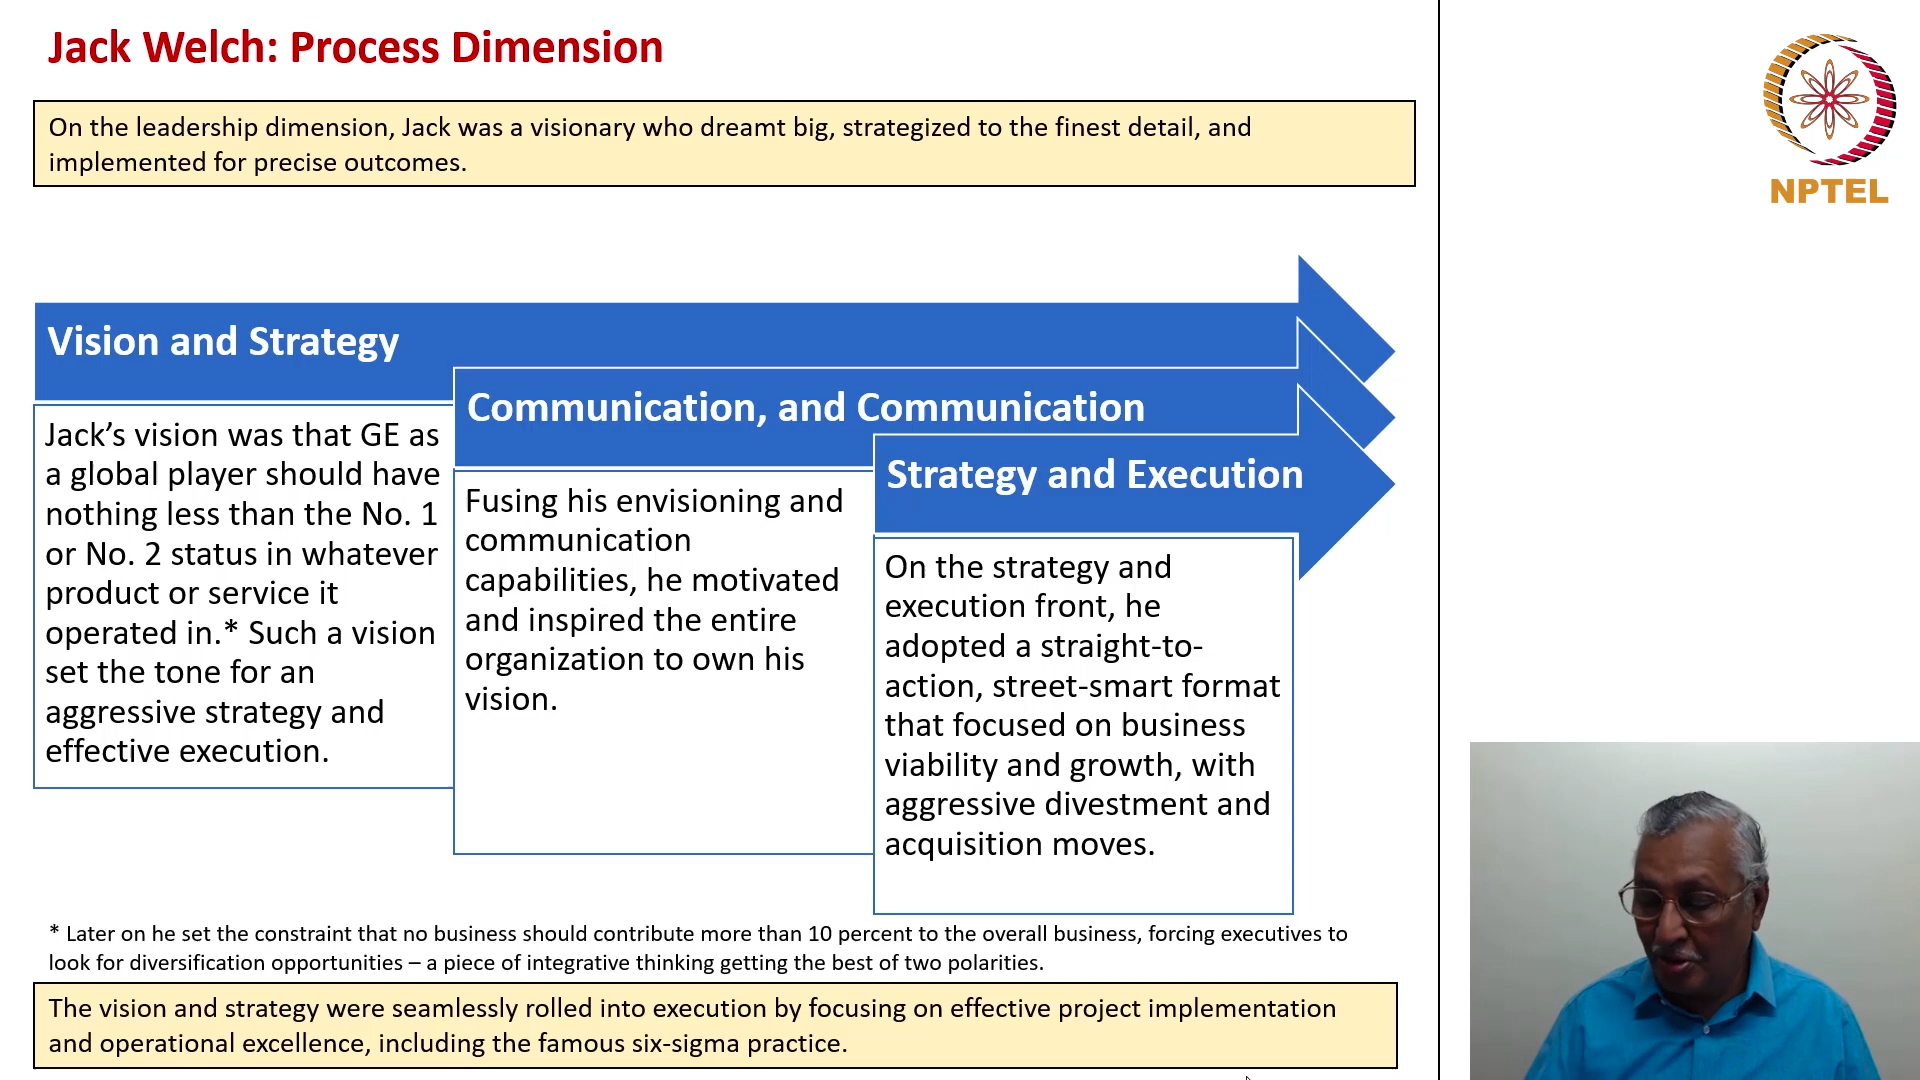 Jack Welch: Process Dimension
On the leadership dimension, Jack was a visionary who dreamt big, strategized to the finest detail, and
implemented for precise outcomes.
NPTEL
Vision and Strategy
Jack’s vision was that GE as
a global player should have
nothing less than the No. 1
or No. 2 status in whatever
product or service it
operated in.* Such a vision
set the tone for an
aggressive strategy and
effective execution.
Communication, and Communication
Fusing his envisioning and
communication
capabilities, he motivated
and inspired the entire
organization to own his
vision.
Strategy and Execution
On the strategy and
execution front, he
adopted a straight-to-
action, street-smart format
that focused on business
viability and growth, with
aggressive divestment and
acquisition moves.
* Later on he set the constraint that no business should contribute more than 10 percent to the overall business, forcing executives to
look for diversification opportunities – a piece of integrative thinking getting the best of two polarities.
The vision and strategy were seamlessly rolled into execution by focusing on effective project implementation
and operational excellence, including the famous six-sigma practice.